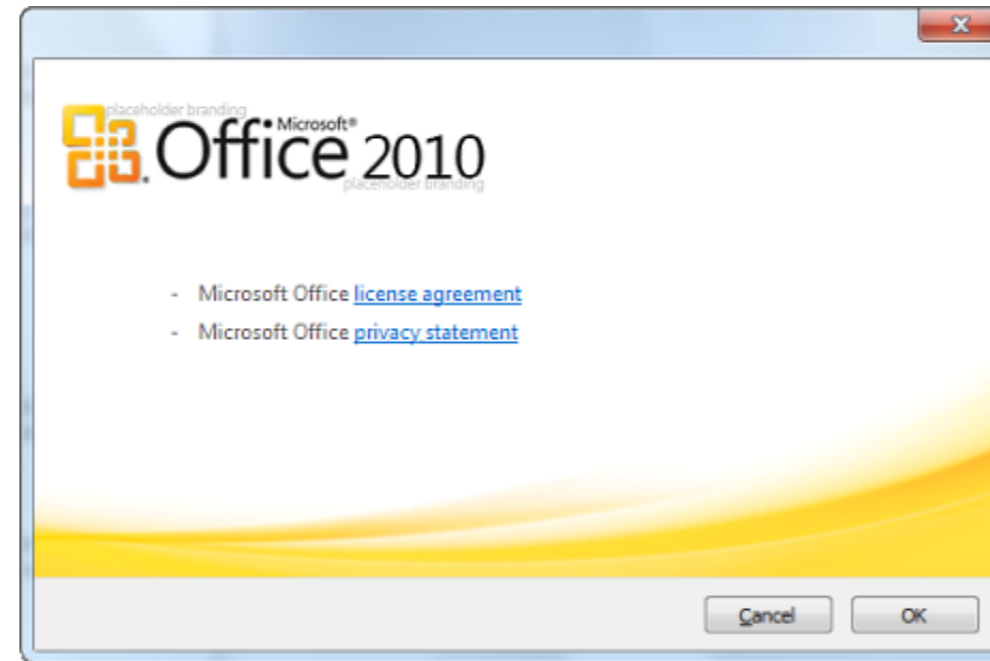 placeholder branding
Microsoft®
Office 2010
placeholder branding
- Microsoft Office license agreement
- Microsoft Office privacy statement
Cancel OK